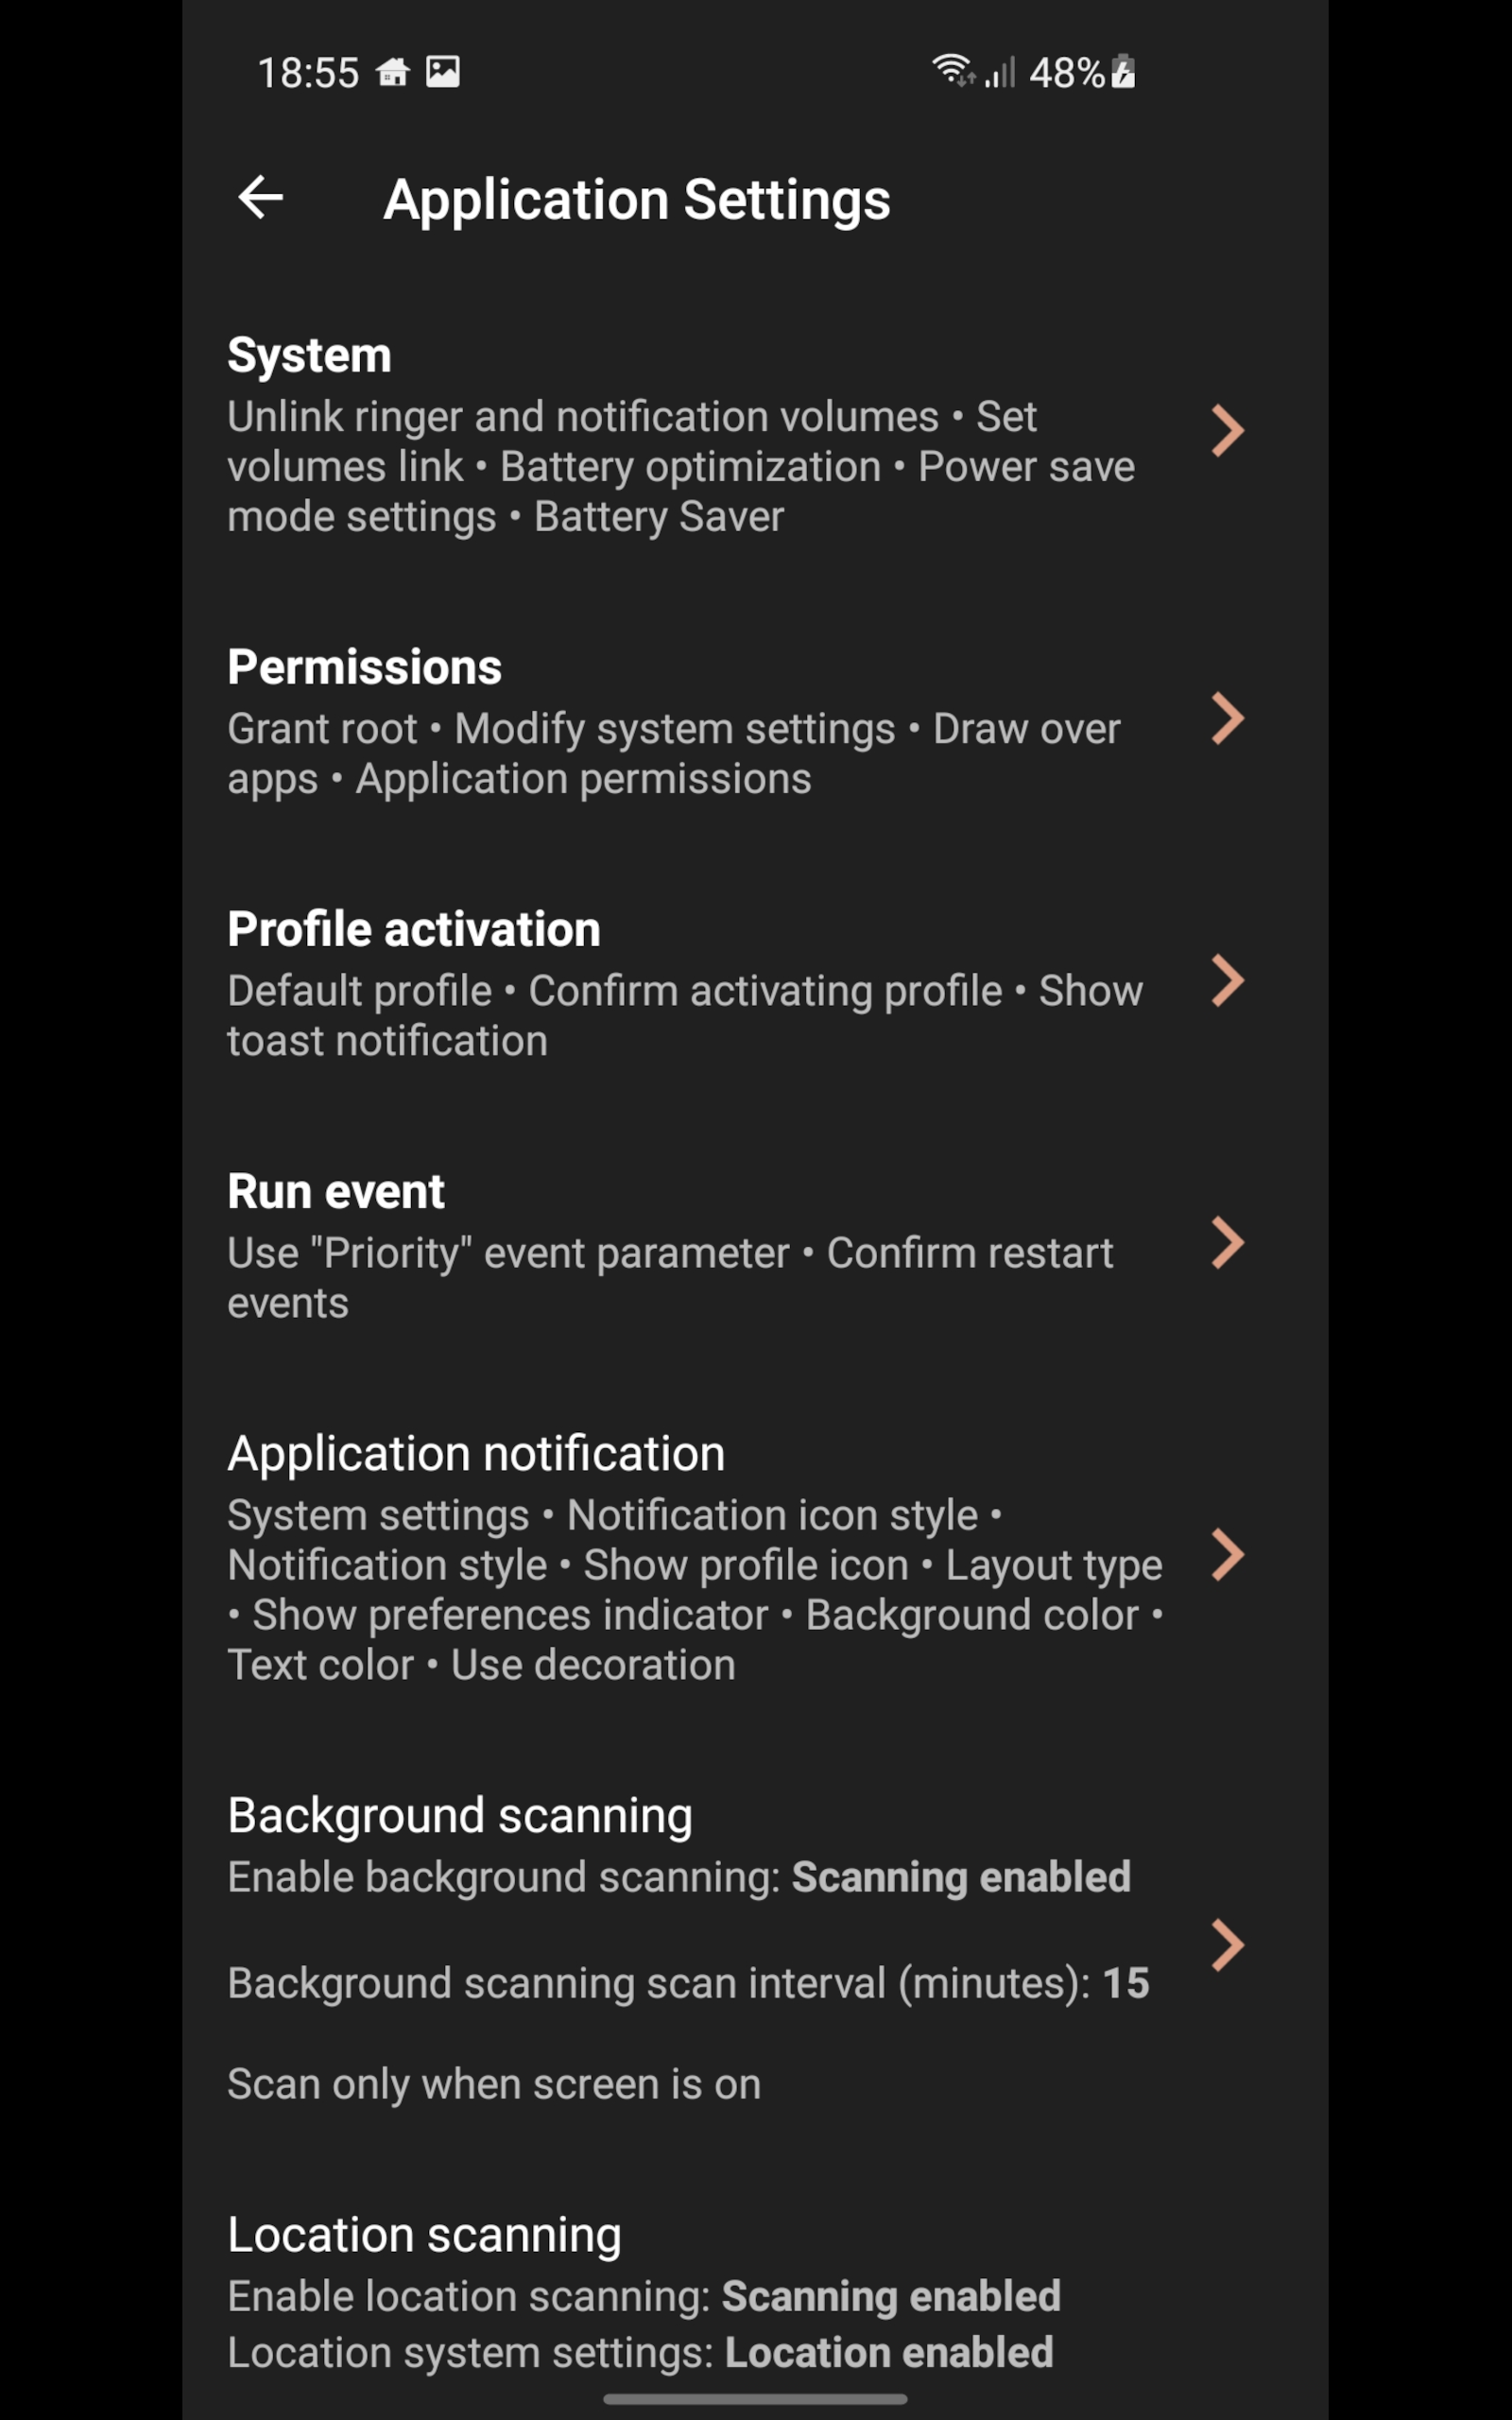 18:55
48%
Application Settings
System
Unlink ringer and notification volumes • Set
volumes link • Battery optimization • Power save
mode settings • Battery Saver
Permissions
Grant root • Modify system settings • Draw over
apps • Application permissions
Profile activation
Default profile • Confirm activating profile • Show
toast notification
Run event
Use "Priority" event parameter • Confirm restart
events
Application notification
System settings • Notification icon style •
Notification style • Show profile icon • Layout type
• Show preferences indicator • Background color •
Text color • Use decoration
Background scanning
Enable background scanning: Scanning enabled
Background scanning scan interval (minutes): 15
Scan only when screen is on
Location scanning
Enable location scanning: Scanning enabled
Location system settings: Location enabled